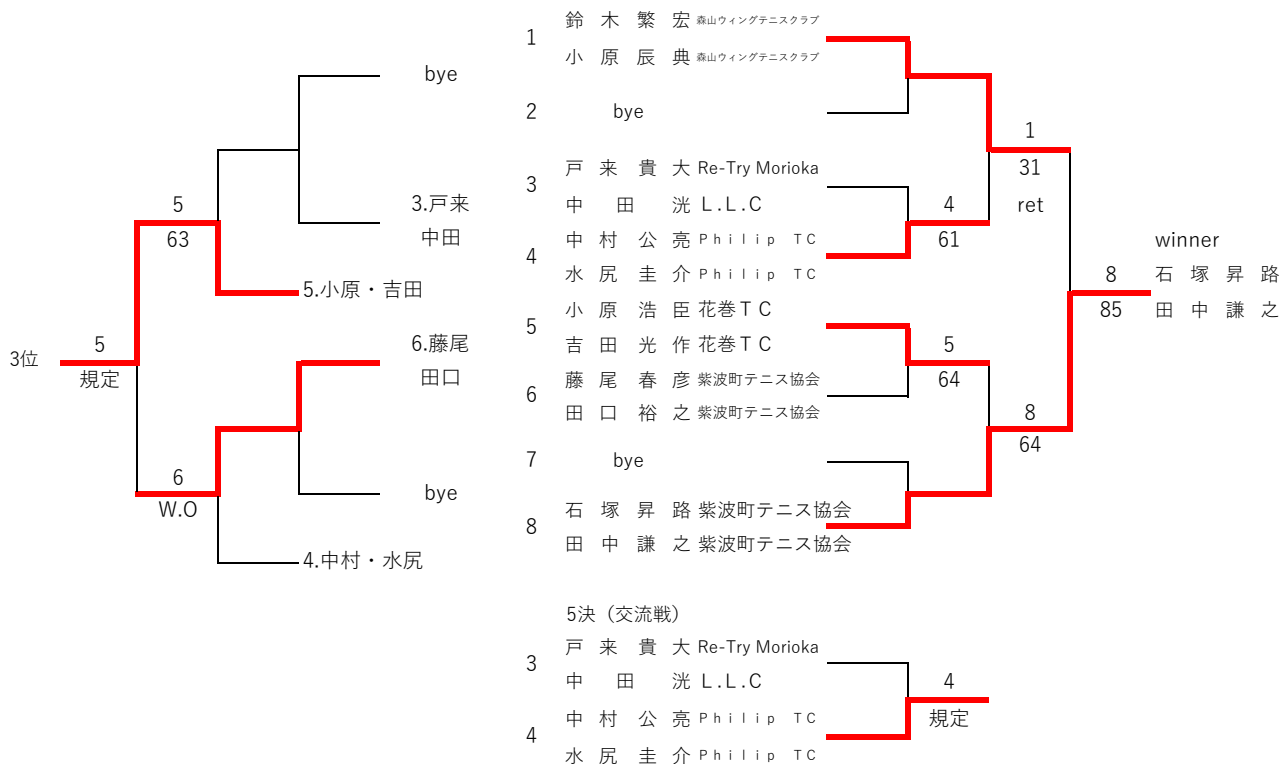 bye
3.戸来
中田
5
63
5.小原・吉田
3位
5
規定
6.藤尾
田口
6
W.O
bye
4.中村・水尻
1
鈴木繁宏 森山ウィングテニスクラブ
小原辰典 森山ウィングテニスクラブ
2
bye
3
戸来貴大 Re-Try Morioka
中田洸 L.L.C
4
中村公亮 Philip TC
水尻圭介 Philip TC
5
小原浩臣 花巻TC
吉田光作 花巻TC
6
藤尾春彦 紫波町テニス協会
田口裕之 紫波町テニス協会
7
bye
8
石塚昇路 紫波町テニス協会
田中謙之 紫波町テニス協会
4
61
5
64
1
31
ret
8
64
8
85
winner
石塚昇路
田中謙之
5決（交流戦）
3
戸来貴大 Re-Try Morioka
中田洸 L.L.C
4
中村公亮 Philip TC
水尻圭介 Philip TC
4
規定